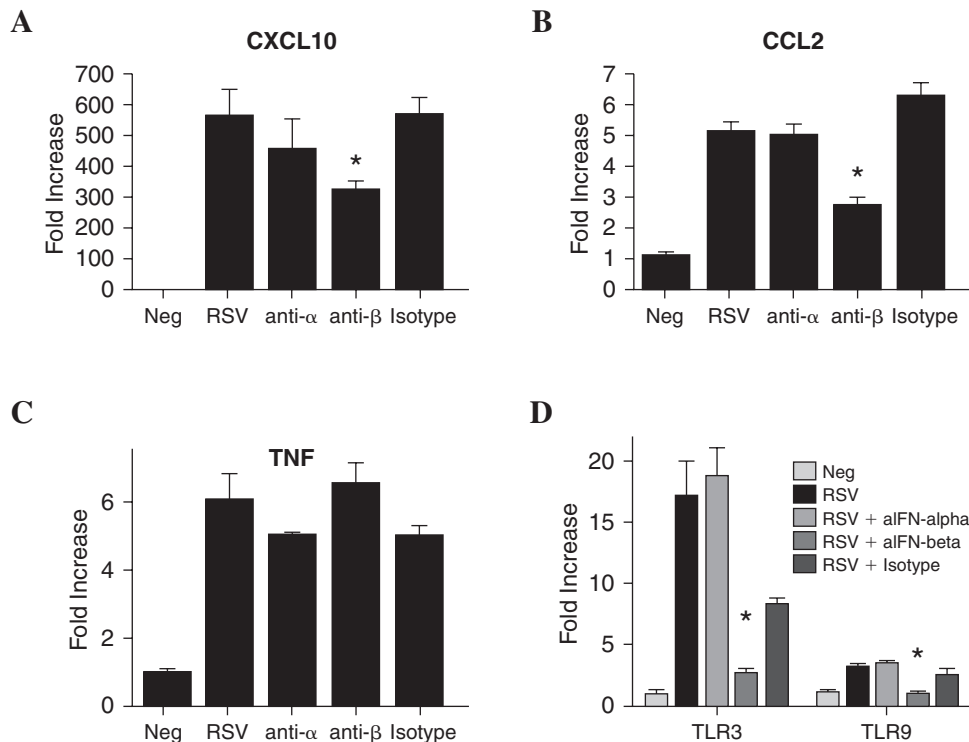 A
CXCL10
Fold Increase
700
600
500
400
300
200
100
0
Neg RSV anti-α anti-β Isotype
*
B
CCL2
Fold Increase
7
6
5
4
3
2
1
0
Neg RSV anti-α anti-β Isotype
*
C
TNF
Fold Increase
6
4
2
0
Neg RSV anti-α anti-β Isotype
D
Fold Increase
20
15
10
5
0
Neg
RSV
RSV + aIFN-alpha
RSV + aIFN-beta
RSV + Isotype
*
*
TLR3 TLR9